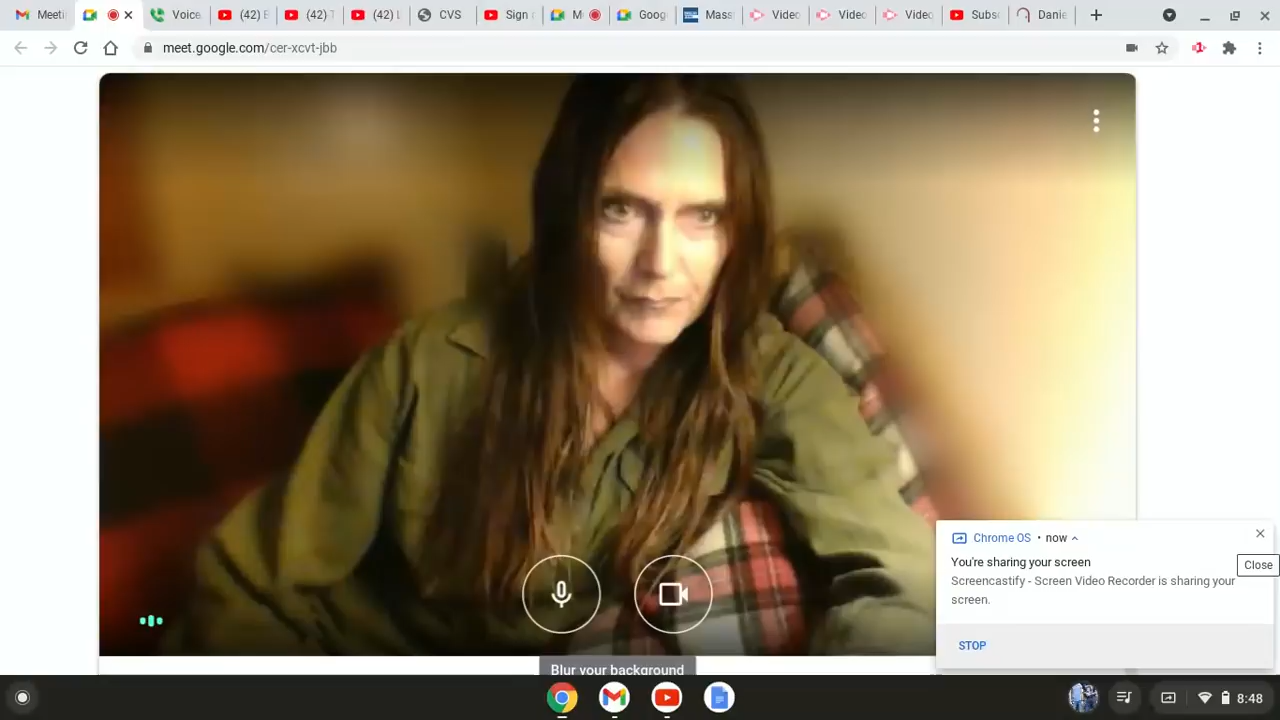 Meeti
Voice
(42) E
(42) T
(42) L
CVS
Sign r
M
Goog
Mass
Video
Video
Video
Subs
Danie
meet.google.com/cer-xcvt-jbb
Chrome OS • now
You're sharing your screen
Close
Screencastify - Screen Video Recorder is sharing your
screen.
STOP
Blur your background
8:48